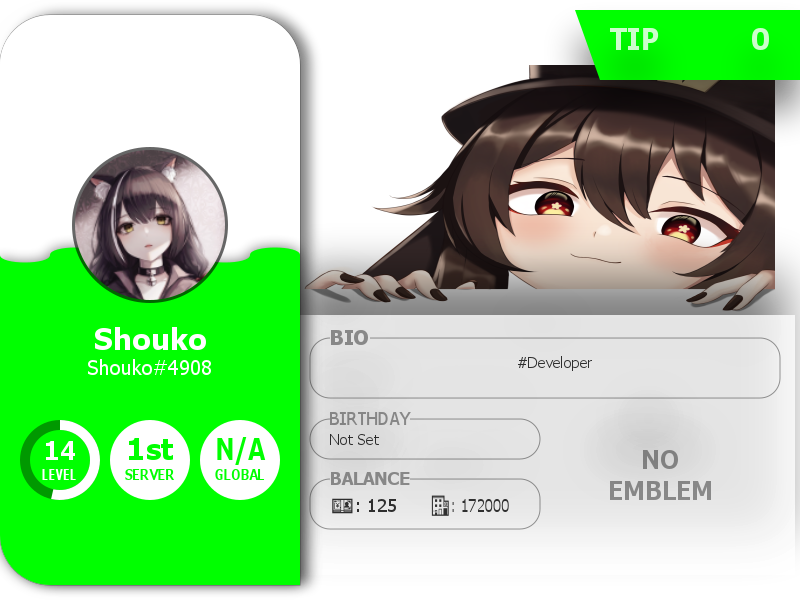 TIP 0
Shouko
Shouko#4908
14
LEVEL
1st
SERVER
N/A
GLOBAL
BIO
#Developer
BIRTHDAY
Not Set
BALANCE
: 125 : 172000
NO
EMBLEM